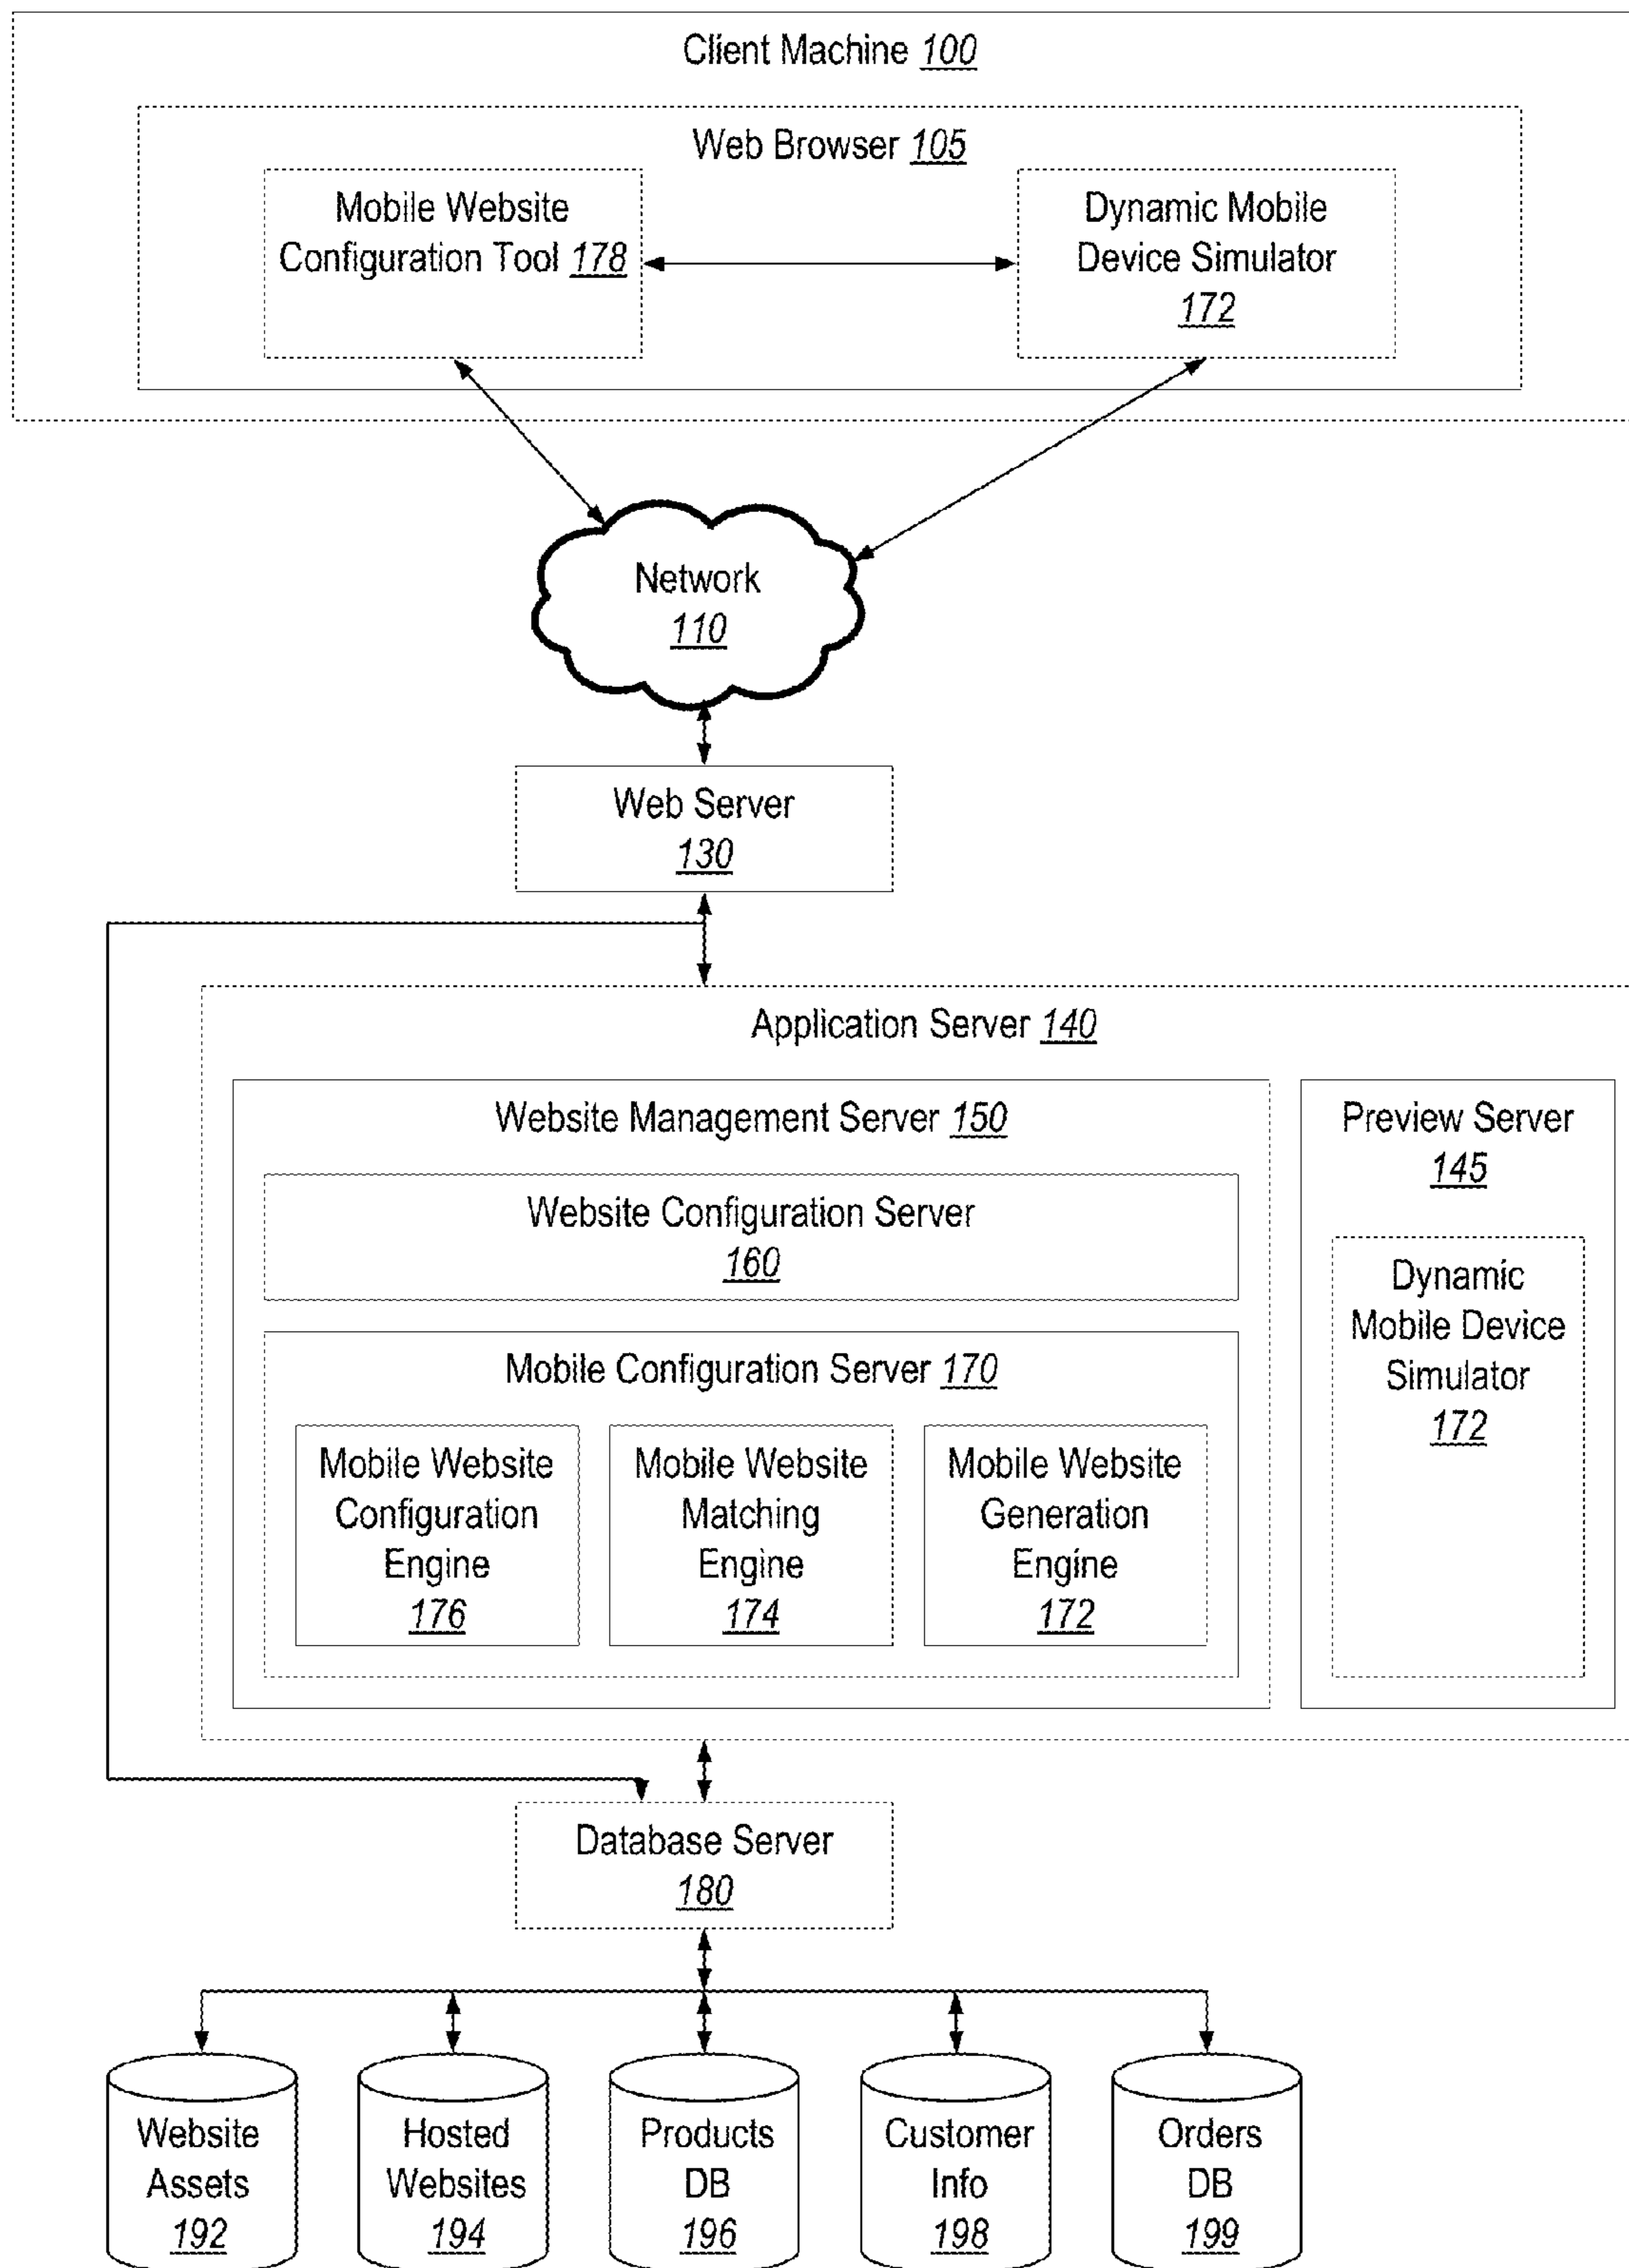 Client Machine 100
Web Browser 105
Mobile Website
Configuration Tool 178
Dynamic Mobile
Device Simulator
172
Network
110
Web Server
130
Application Server 140
Website Management Server 150
Website Configuration Server
160
Mobile Configuration Server 170
Mobile Website
Configuration
Engine
176
Mobile Website
Matching
Engine
174
Mobile Website
Generation
Engine
172
Preview Server
145
Dynamic
Mobile Device
Simulator
172
Database Server
180
Website
Assets
192
Hosted
Websites
194
Products
DB
196
Customer
Info
198
Orders
DB
199